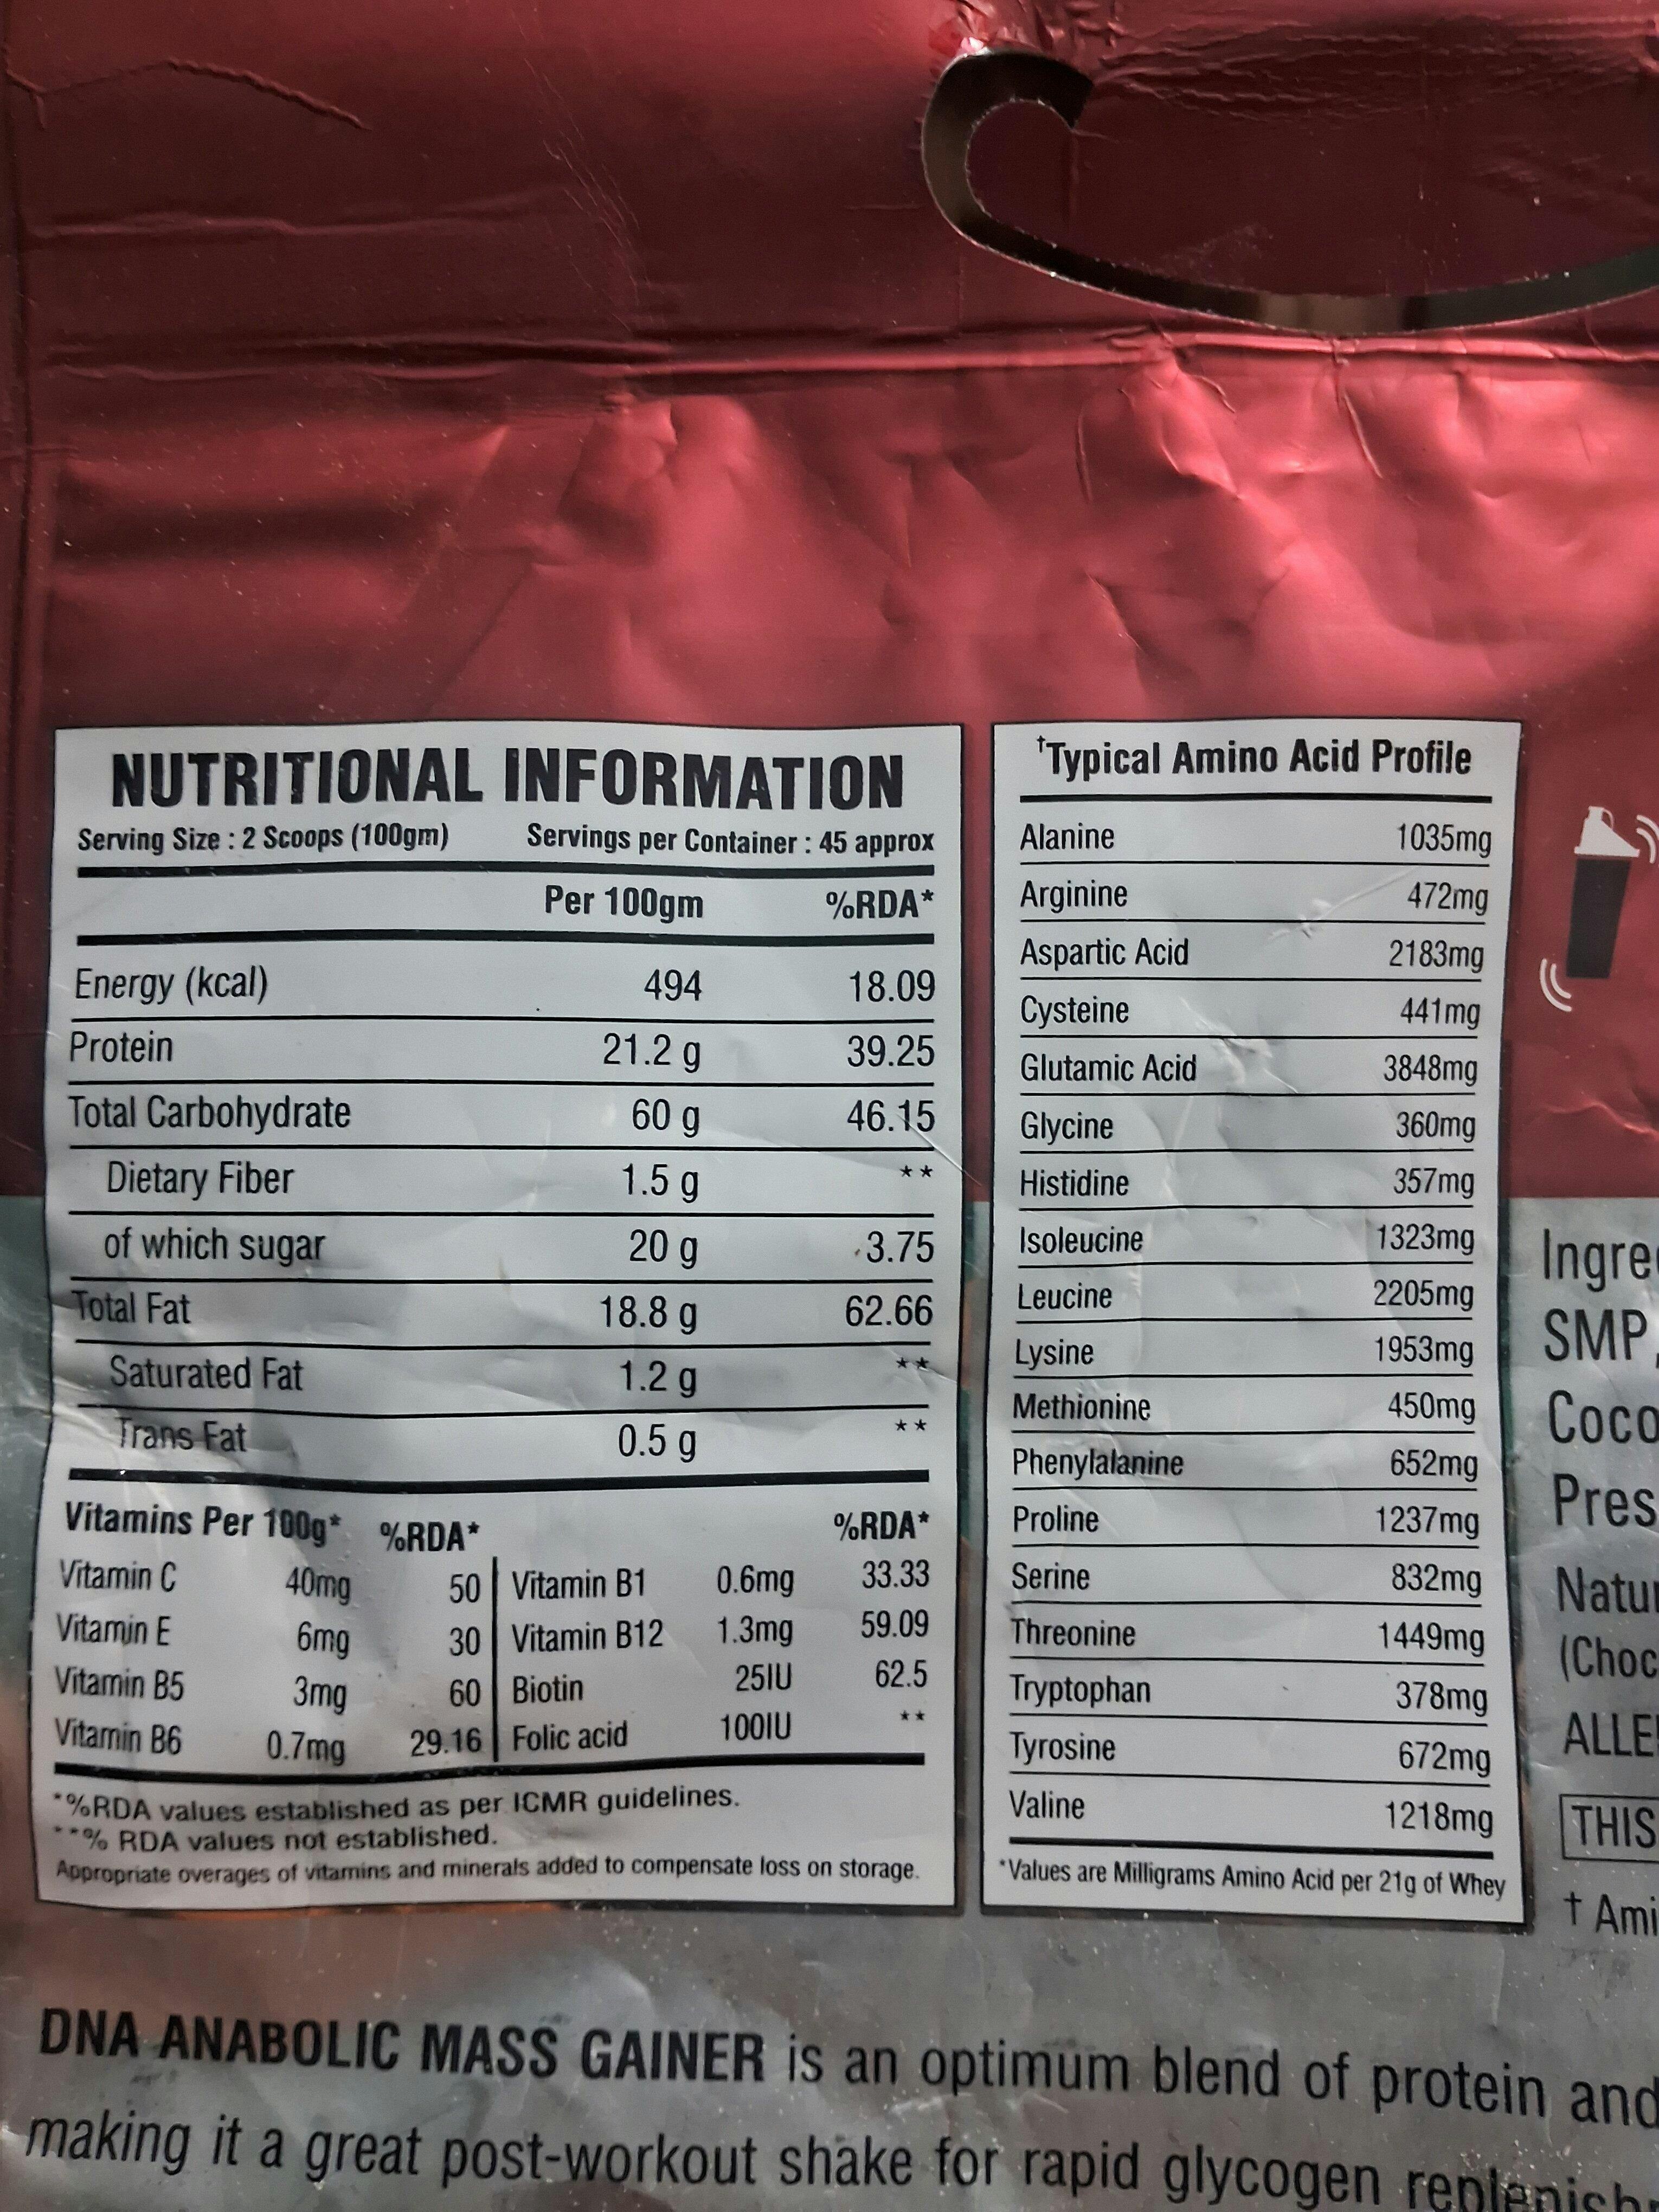 NUTRITIONAL INFORMATION
Serving Size : 2 Scoops (100gm) Servings per Container : 45 approx
Per 100gm %RDA*
Energy (kcal) 494 18.09
Protein 21.2 g 39.25
Total Carbohydrate 60 g 46.15
Dietary Fiber 1.5 g **
of which sugar 20 g 3.75
Total Fat 18.8 g 62.66
Saturated Fat 1.2 g **
Trans Fat 0.5 g **
Vitamins Per 100g* %RDA* %RDA*
Vitamin C 40mg 50 Vitamin B1 0.6mg 33.33
Vitamin E 6mg 30 Vitamin B12 1.3mg 59.09
Vitamin B5 3mg 60 Biotin 25IU 62.5
Vitamin B6 0.7mg 29.16 Folic acid 100IU **
*%RDA values established as per ICMR guidelines.
**% RDA values not established.
Appropriate overages of vitamins and minerals added to compensate loss on storage.
†Typical Amino Acid Profile
Alanine 1035mg
Arginine 472mg
Aspartic Acid 2183mg
Cysteine 441mg
Glutamic Acid 3848mg
Glycine 360mg
Histidine 357mg
Isoleucine 1323mg
Leucine 2205mg
Lysine 1953mg
Methionine 450mg
Phenylalanine 652mg
Proline 1237mg
Serine 832mg
Threonine 1449mg
Tryptophan 378mg
Tyrosine 672mg
Valine 1218mg
*Values are Milligrams Amino Acid per 21g of Whey
SMP,
THIS
DNA ANABOLIC MASS GAINER is an optimum blend of protein and
making it a great post-workout shake for rapid glycogen